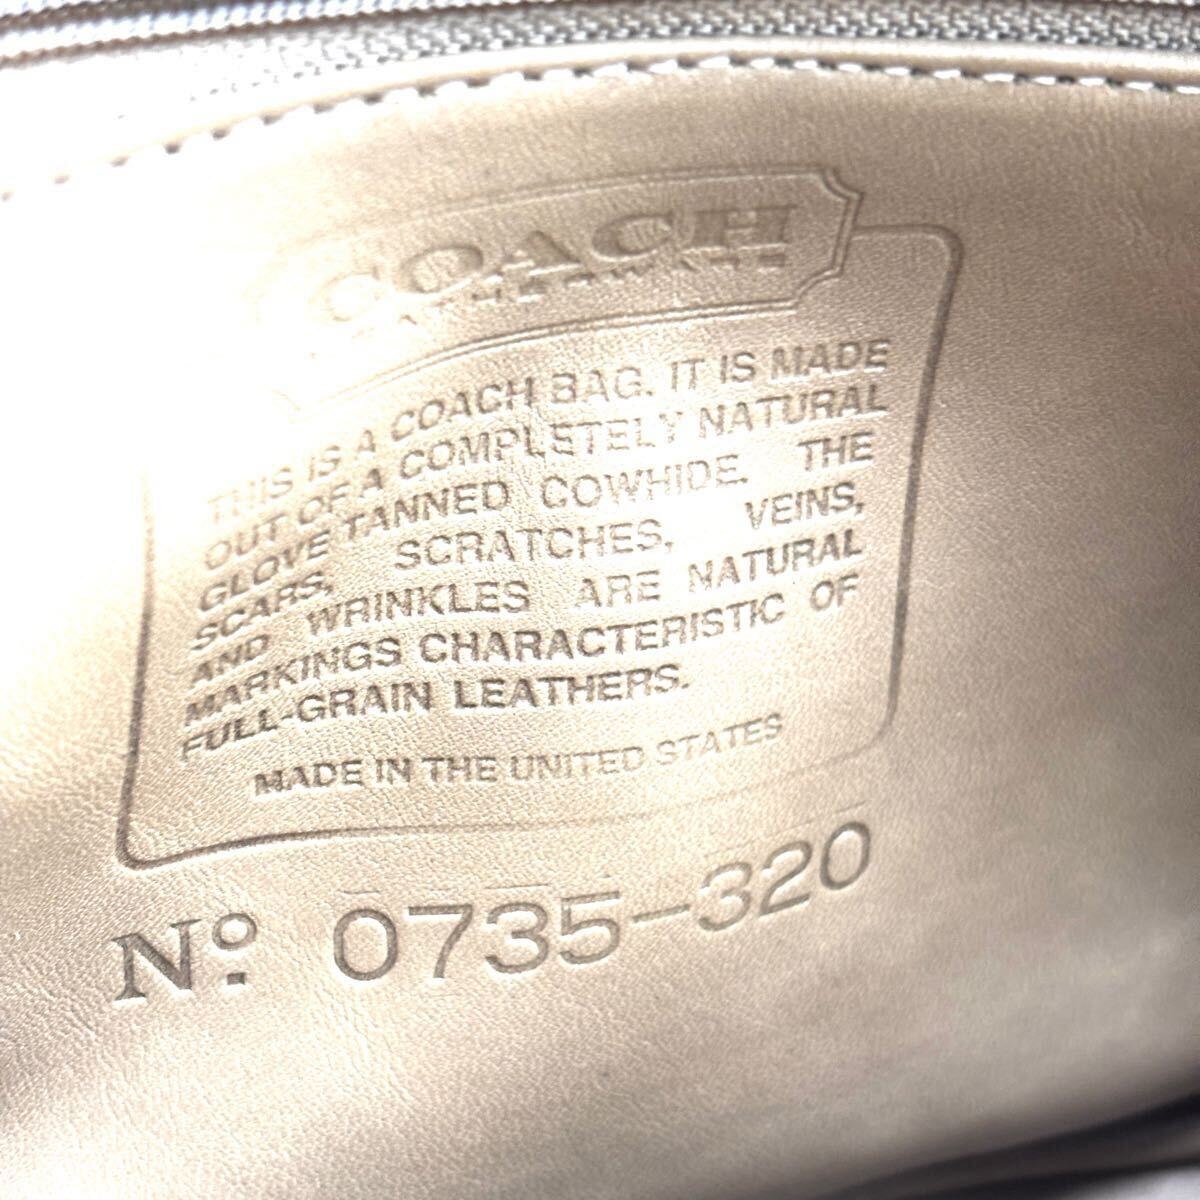 COACH
LEATHERWARE
THIS IS A COACH BAG. IT IS MADE
OUT OF A COMPLETELY NATURAL
GLOVE TANNED COWHIDE. THE
SCARS, SCRATCHES, VEINS,
AND WRINKLES ARE NATURAL
MARKINGS CHARACTERISTIC OF
FULL-GRAIN LEATHERS.
MADE IN THE UNITED STATES
Nº. 0735-320